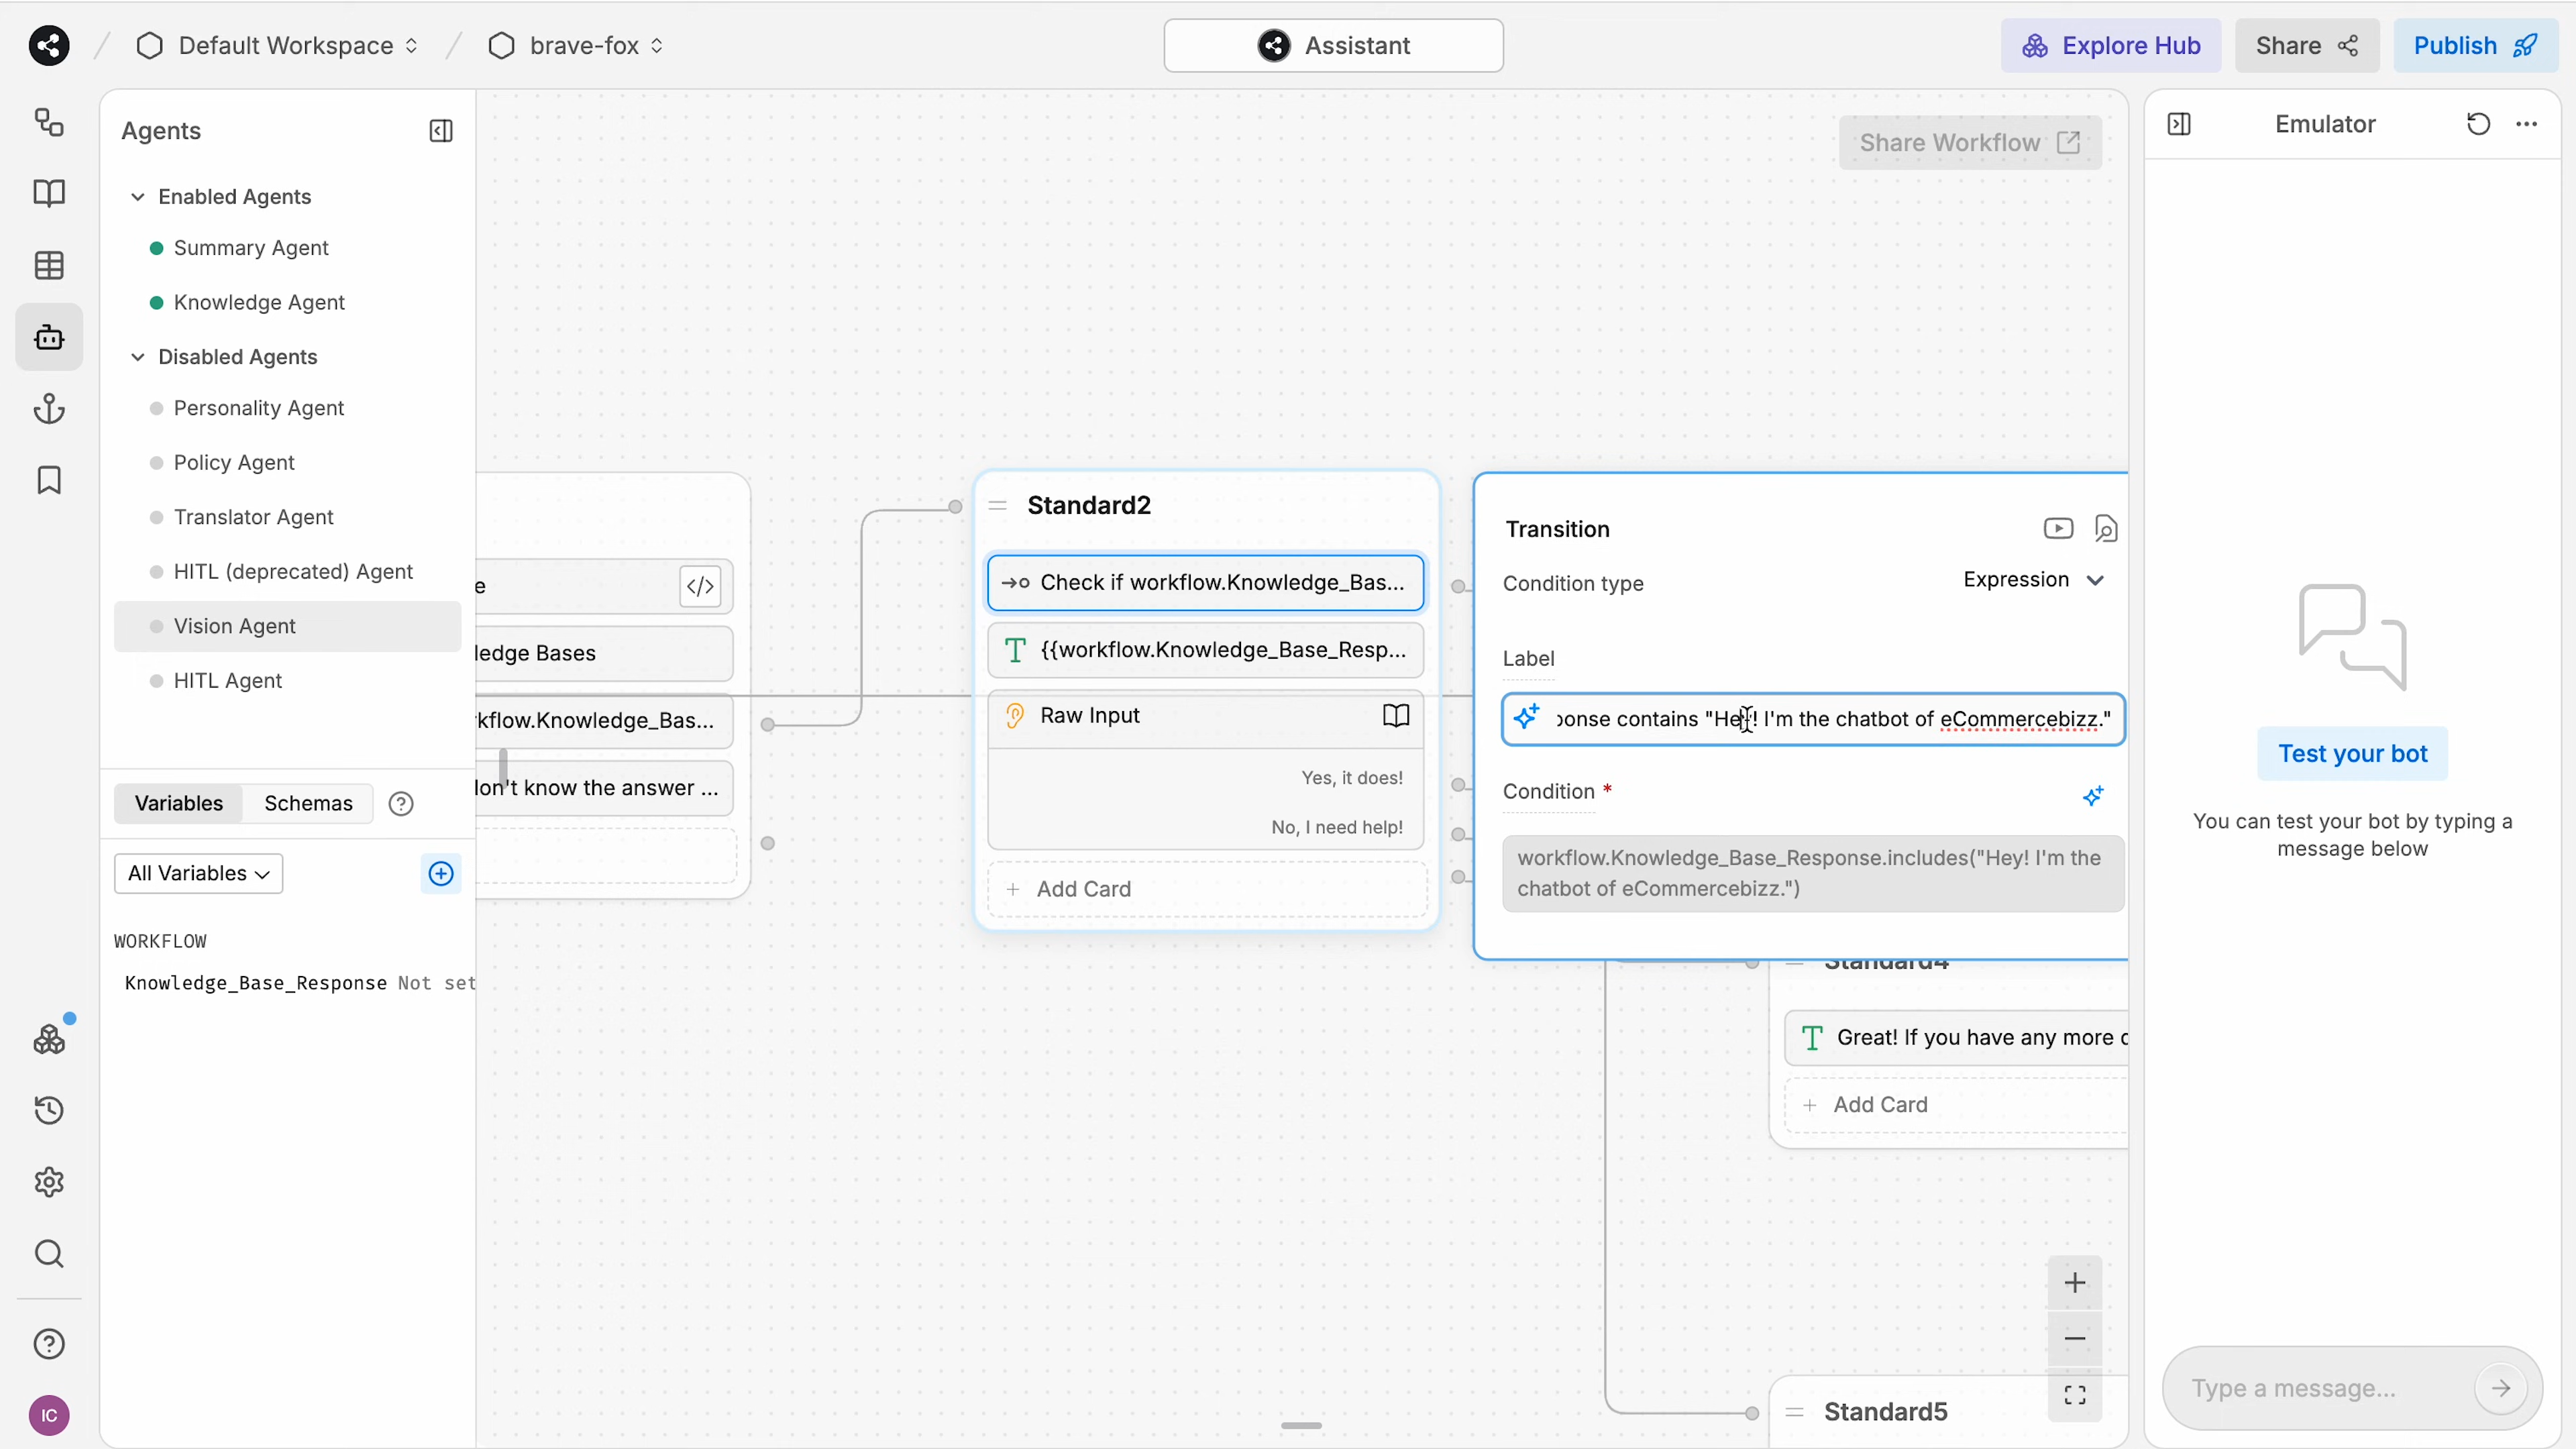 Default Workspace
brave-fox
Assistant
Explore Hub
Share
Publish
Agents
Enabled Agents
Summary Agent
Knowledge Agent
Disabled Agents
Personality Agent
Policy Agent
Translator Agent
HITL (deprecated) Agent
Vision Agent
HITL Agent
Variables
Schemas
All Variables
WORKFLOW
Knowledge_Base_Response Not set
IC
Share Workflow
e
ledge Bases
kflow.Knowledge_Bas...
lon't know the answer ...
Standard2
Check if workflow.Knowledge_Bas...
{{workflow.Knowledge_Base_Resp...
Raw Input
Yes, it does!
No, I need help!
+ Add Card
Transition
Condition type
Expression
Label
ponse contains "Hey! I'm the chatbot of eCommercebizz."
Condition *
workflow.Knowledge_Base_Response.includes("Hey! I'm the
chatbot of eCommercebizz.")
Standard4
Great! If you have any more
+ Add Card
Standard5
Emulator
Test your bot
You can test your bot by typing a
message below
Type a message...